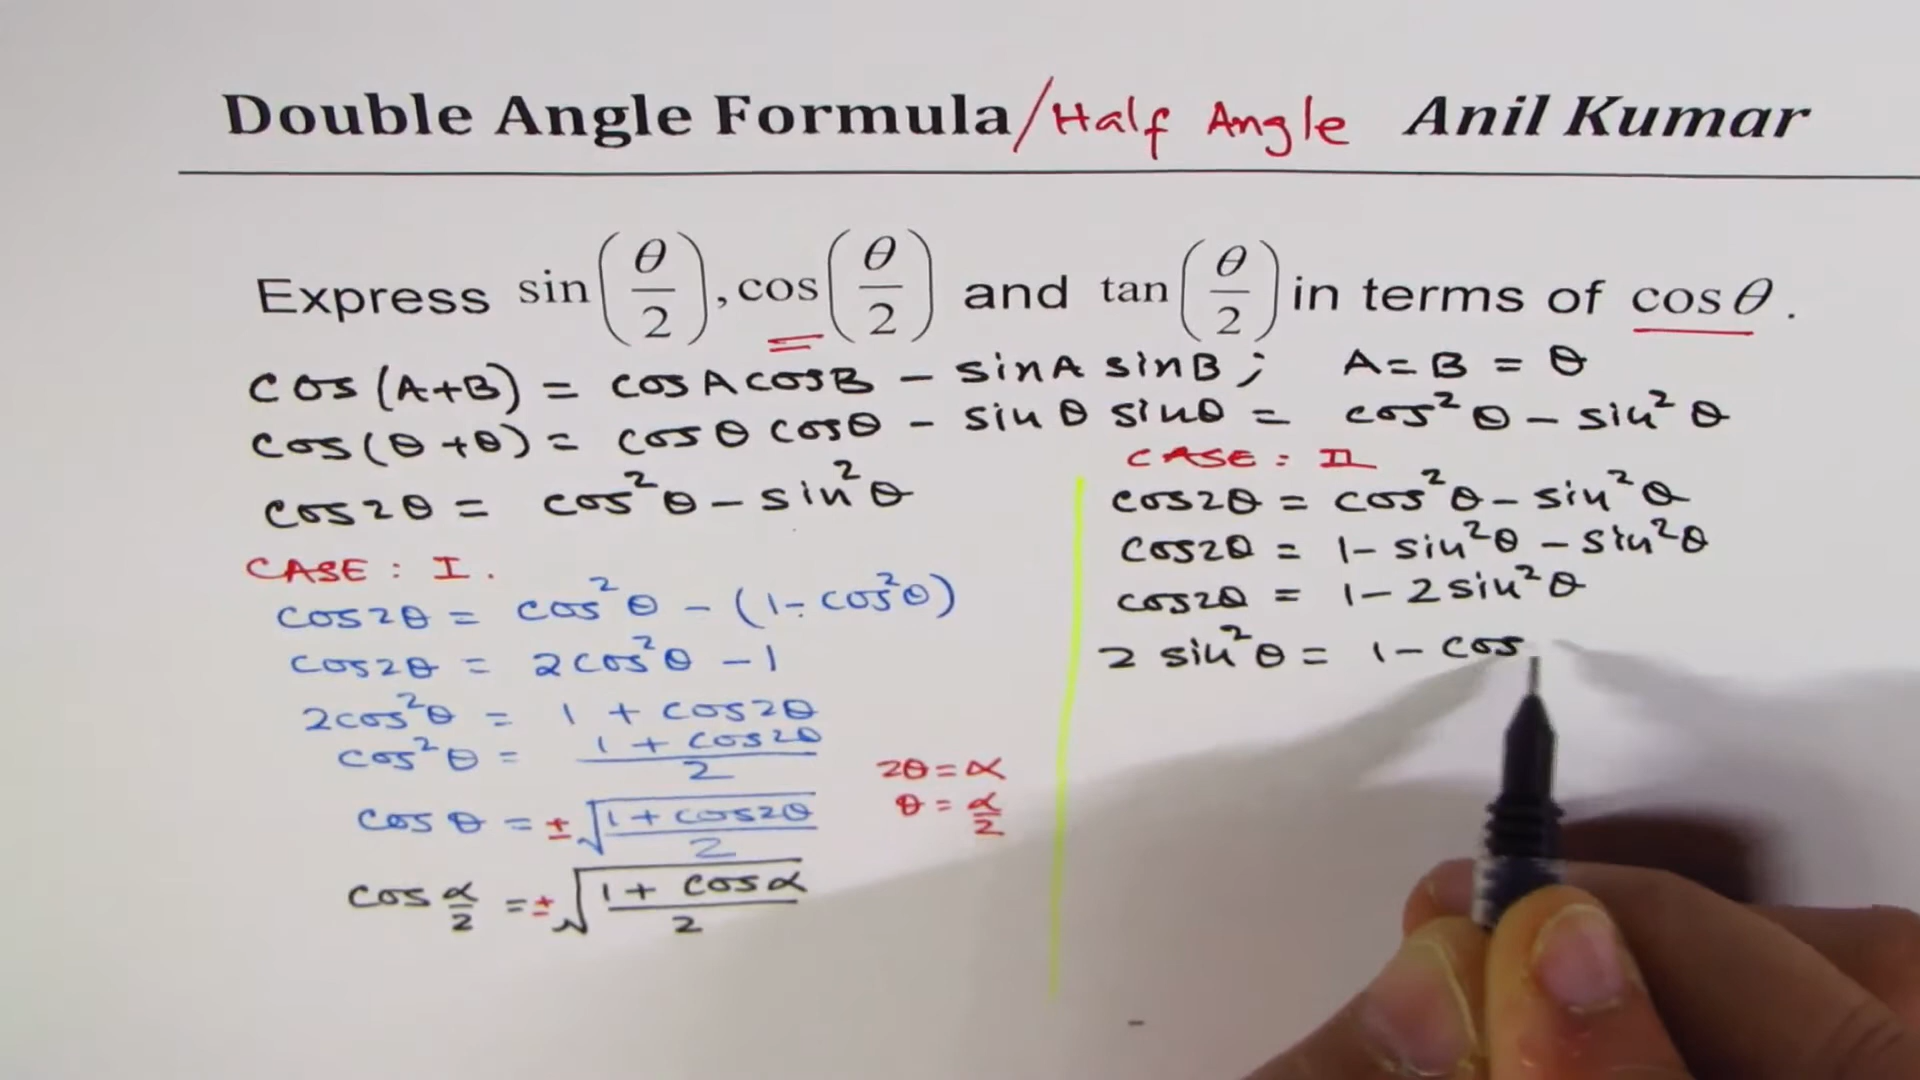 Double Angle Formula/Half Angle Anil Kumar
Express sin(θ/2), cos(θ/2) and tan(θ/2) in terms of cosθ.
cos(A+B) = cosA cosB − sinA sinB; A = B = θ
cos(θ+θ) = cosθ cosθ − sinθ sinθ = cos²θ − sin²θ
cos2θ = cos²θ − sin²θ
CASE: I.
cos2θ = cos²θ − (1 − cos²θ)
cos2θ = 2cos²θ − 1
2cos²θ = 1 + cos2θ
cos²θ = (1 + cos2θ)/2
cosθ = ±√((1 + cos2θ)/2)
2θ = α
θ = α/2
cos α/2 = ±√((1 + cosα)/2)
CASE: II
cos2θ = cos²θ − sin²θ
cos2θ = 1 − sin²θ − sin²θ
cos2θ = 1 − 2sin²θ
2 sin²θ = 1 − cos